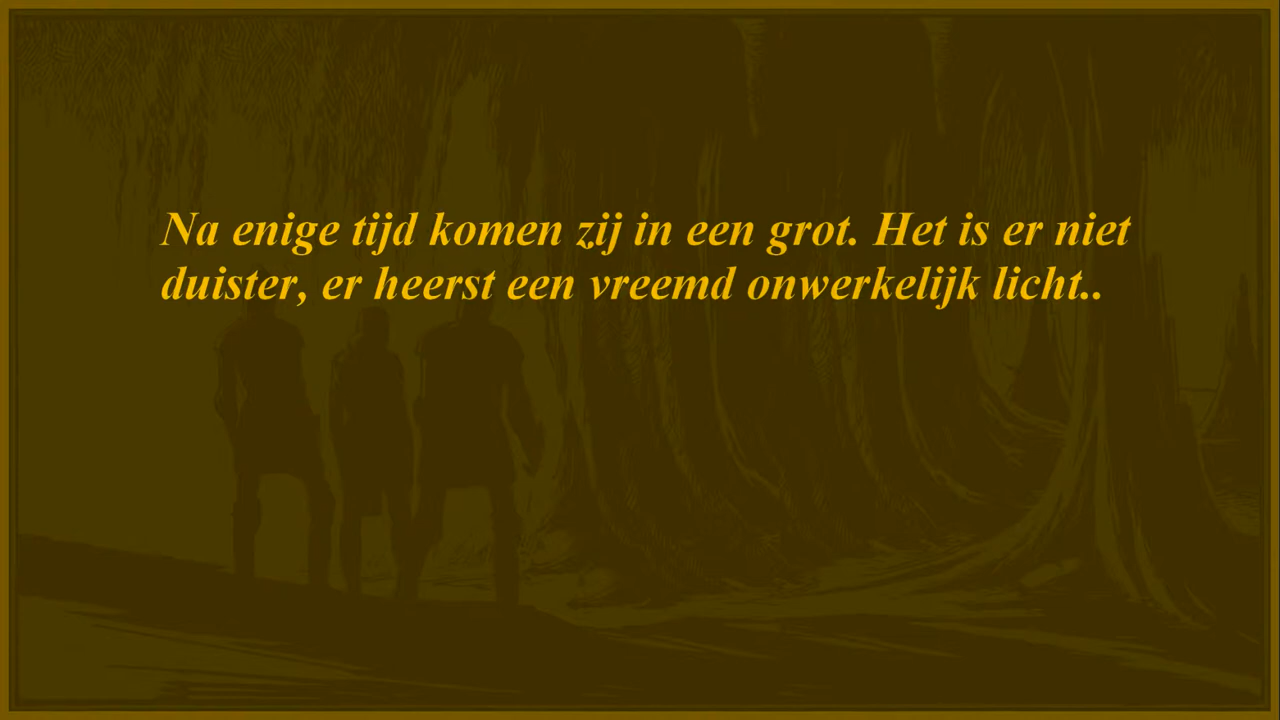 Na enige tijd komen zij in een grot. Het is er niet
duister, er heerst een vreemd onwerkelijk licht..